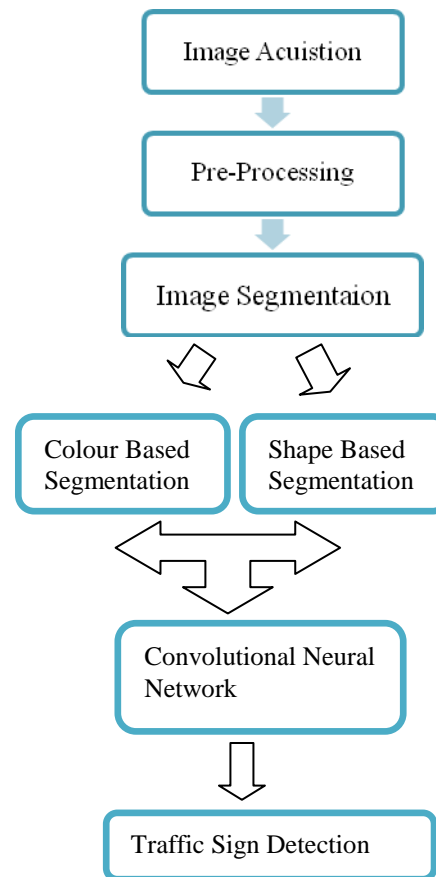 Image Acuistion
Pre-Processing
Image Segmentaion
Colour Based
Segmentation
Shape Based
Segmentation
Convolutional Neural
Network
Traffic Sign Detection